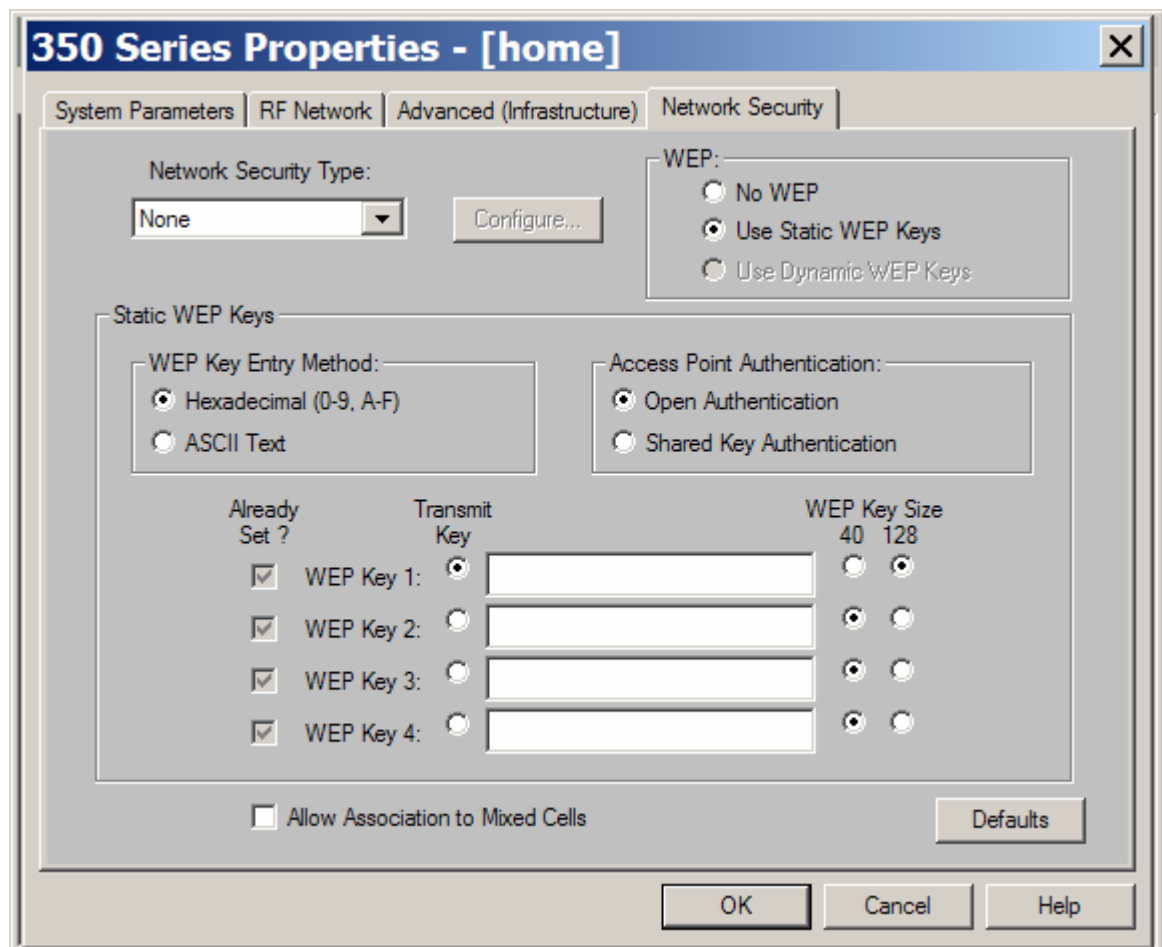 350 Series Properties - [home]
System Parameters RF Network Advanced (Infrastructure) Network Security
Network Security Type:
None
Configure...
WEP:
No WEP
Use Static WEP Keys
Use Dynamic WEP Keys
Static WEP Keys
WEP Key Entry Method:
Hexadecimal (0-9, A-F)
ASCII Text
Access Point Authentication:
Open Authentication
Shared Key Authentication
Already
Set ?
Transmit
Key
WEP Key Size
40 128
WEP Key 1:
WEP Key 2:
WEP Key 3:
WEP Key 4:
Allow Association to Mixed Cells
Defaults
OK Cancel Help